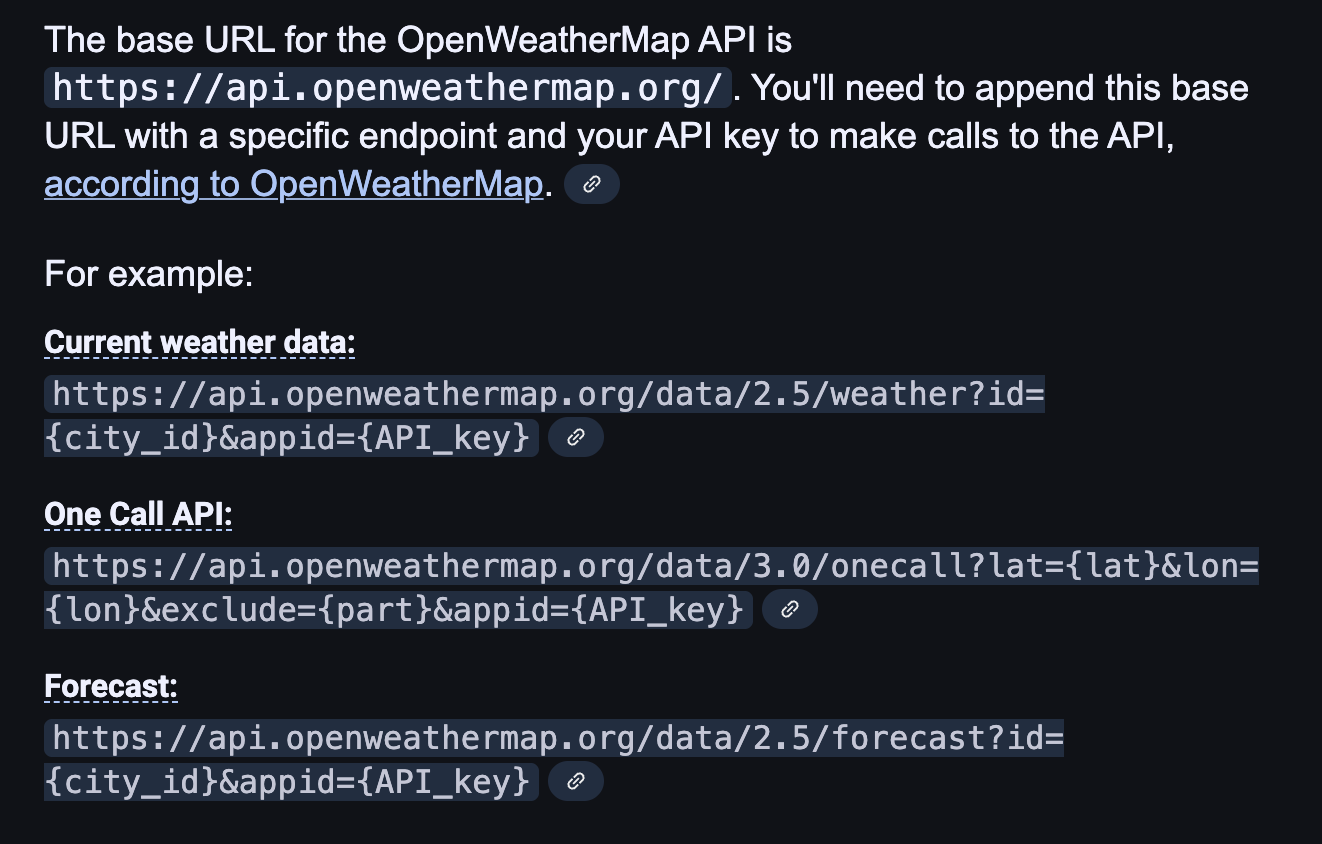 The base URL for the OpenWeatherMap API is
https://api.openweathermap.org/. You'll need to append this base
URL with a specific endpoint and your API key to make calls to the API,
according to OpenWeatherMap.
For example:
Current weather data:
https://api.openweathermap.org/data/2.5/weather?id=
{city_id}&appid={API_key}
One Call API:
https://api.openweathermap.org/data/3.0/onecall?lat={lat}&lon=
{lon}&exclude={part}&appid={API_key}
Forecast:
https://api.openweathermap.org/data/2.5/forecast?id=
{city_id}&appid={API_key}